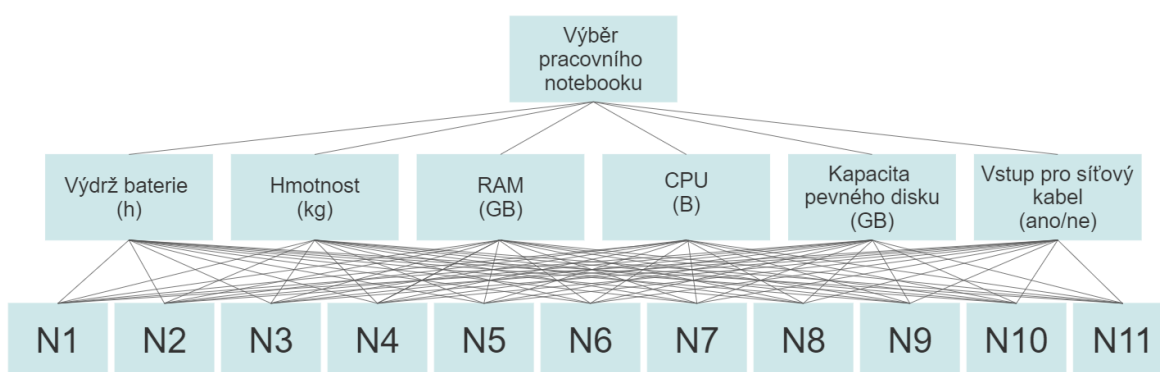 Výběr
pracovního
notebooku
Výdrž baterie
(h)
Hmotnost
(kg)
RAM
(GB)
CPU
(B)
Kapacita
pevného disku
(GB)
Vstup pro síťový
kabel
(ano/ne)
N1
N2
N3
N4
N5
N6
N7
N8
N9
N10
N11